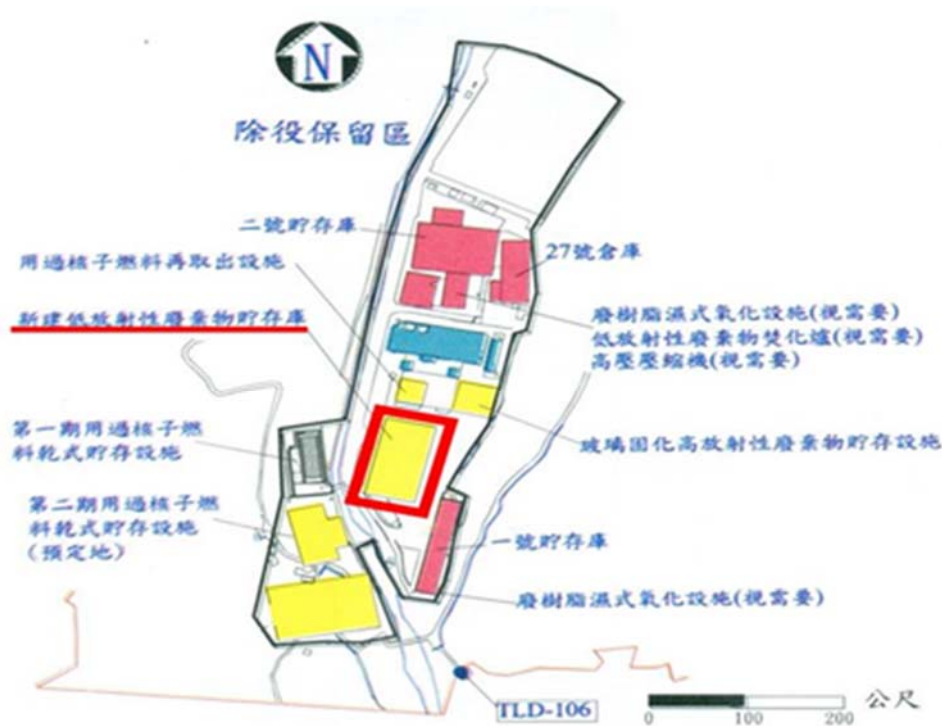 N
除役保留區
二號貯存庫
27號倉庫
用過核子燃料再取出設施
新建低放射性廢棄物貯存庫
廢樹脂濕式氧化設施(視需要)
低放射性廢棄物焚化爐(視需要)
高壓壓縮機(視需要)
第一期用過核子燃
料乾式貯存設施
玻璃固化高放射性廢棄物貯存設施
第二期用過核子燃
料乾式貯存設施
(預定地)
一號貯存庫
廢樹脂濕式氧化設施(視需要)
TLD-106
公尺
0 100 200